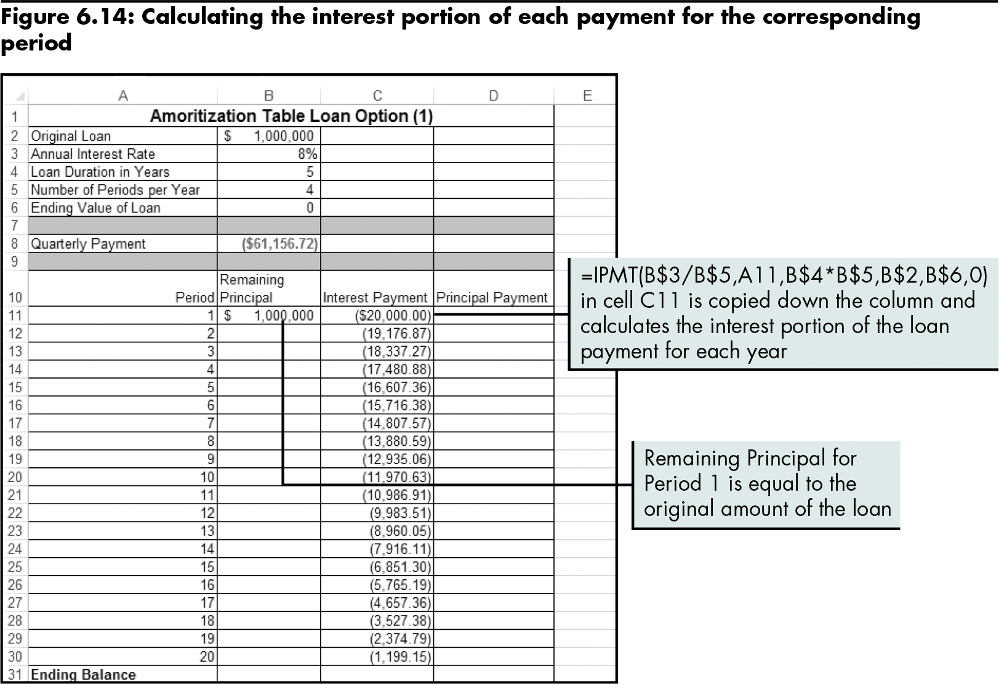 Figure 6.14: Calculating the interest portion of each payment for the corresponding
period
A B C D E
1 Amoritization Table Loan Option (1)
2 Original Loan $ 1,000,000
3 Annual Interest Rate 8%
4 Loan Duration in Years 5
5 Number of Periods per Year 4
6 Ending Value of Loan 0
7
8 Quarterly Payment ($61,156.72)
9
Remaining
10 Period Principal Interest Payment Principal Payment
11 1 $ 1,000,000 ($20,000.00)
12 2 (19,176.87)
13 3 (18,337.27)
14 4 (17,480.88)
15 5 (16,607.36)
16 6 (15,716.38)
17 7 (14,807.57)
18 8 (13,880.59)
19 9 (12,935.06)
20 10 (11,970.63)
21 11 (10,986.91)
22 12 (9,983.51)
23 13 (8,960.05)
24 14 (7,916.11)
25 15 (6,851.30)
26 16 (5,765.19)
27 17 (4,657.36)
28 18 (3,527.38)
29 19 (2,374.79)
30 20 (1,199.15)
31 Ending Balance
=IPMT(B$3/B$5,A11,B$4*B$5,B$2,B$6,0)
in cell C11 is copied down the column and
calculates the interest portion of the loan
payment for each year
Remaining Principal for
Period 1 is equal to the
original amount of the loan